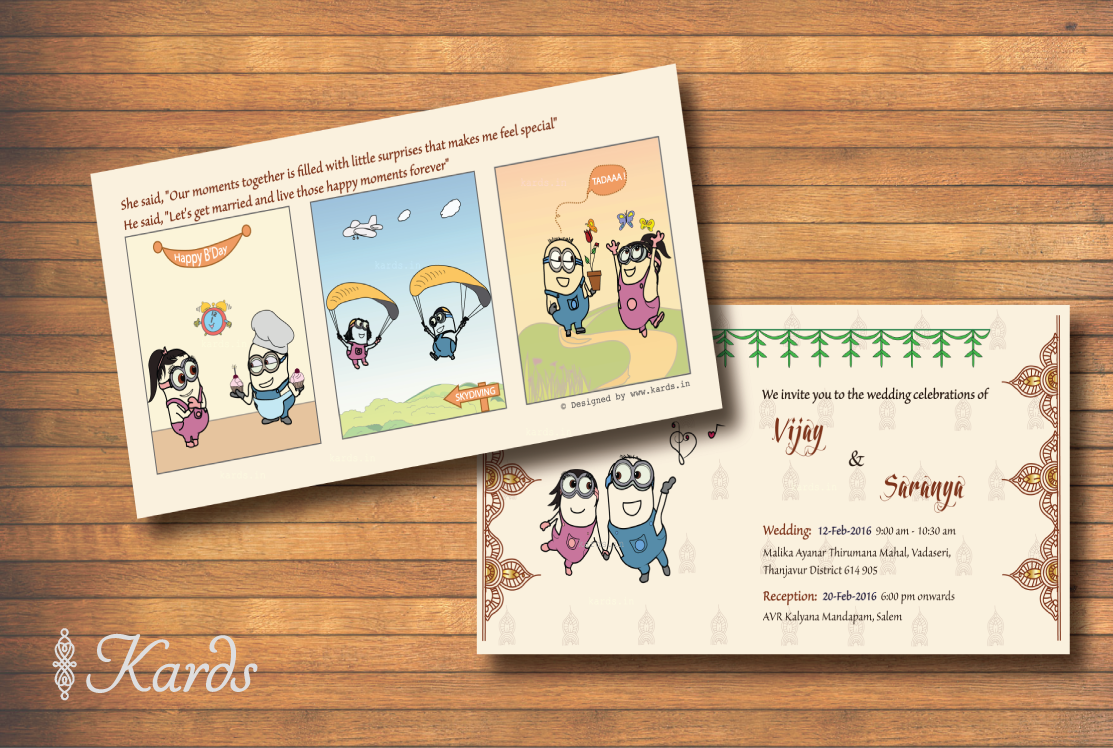 She said, "Our moments together is filled with little surprises that makes me feel special"
He said, "Let's get married and live those happy moments forever"
Happy B'Day
SKYDIVING
TADAAA !
© Designed by www.kards.in
We invite you to the wedding celebrations of
Vijay
&
Saranya
Wedding: 12-Feb-2016 9:00 am - 10:30 am
Malika Ayanar Thirumana Mahal, Vadaseri,
Thanjavur District 614 905
Reception: 20-Feb-2016 6:00 pm onwards
AVR Kalyana Mandapam, Salem
Kards